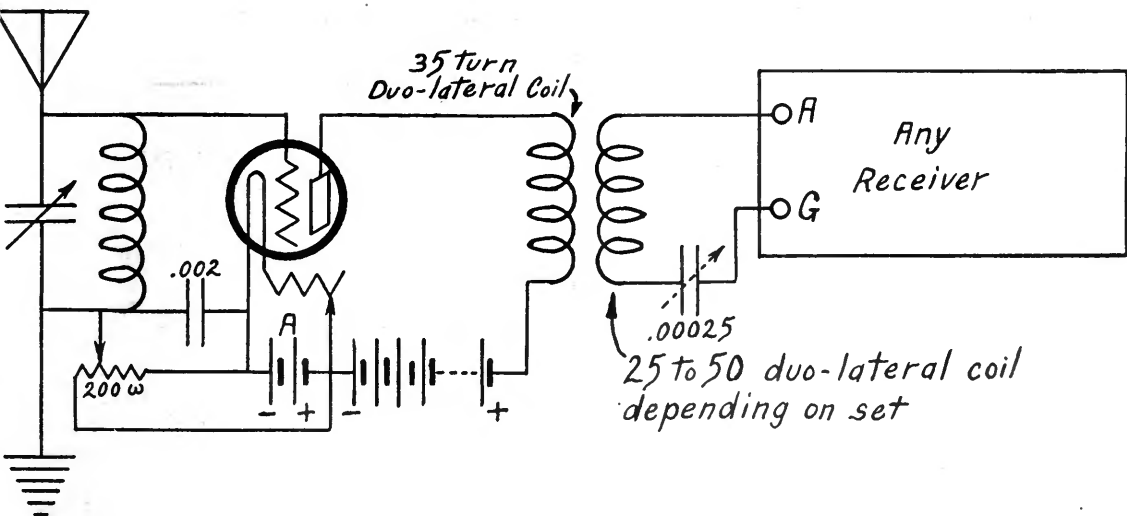 35 turn
Duo-lateral Coil
A
Any
Receiver
G
.002
A
.00025
200 ω
- + - +
25 to 50 duo-lateral coil
depending on set